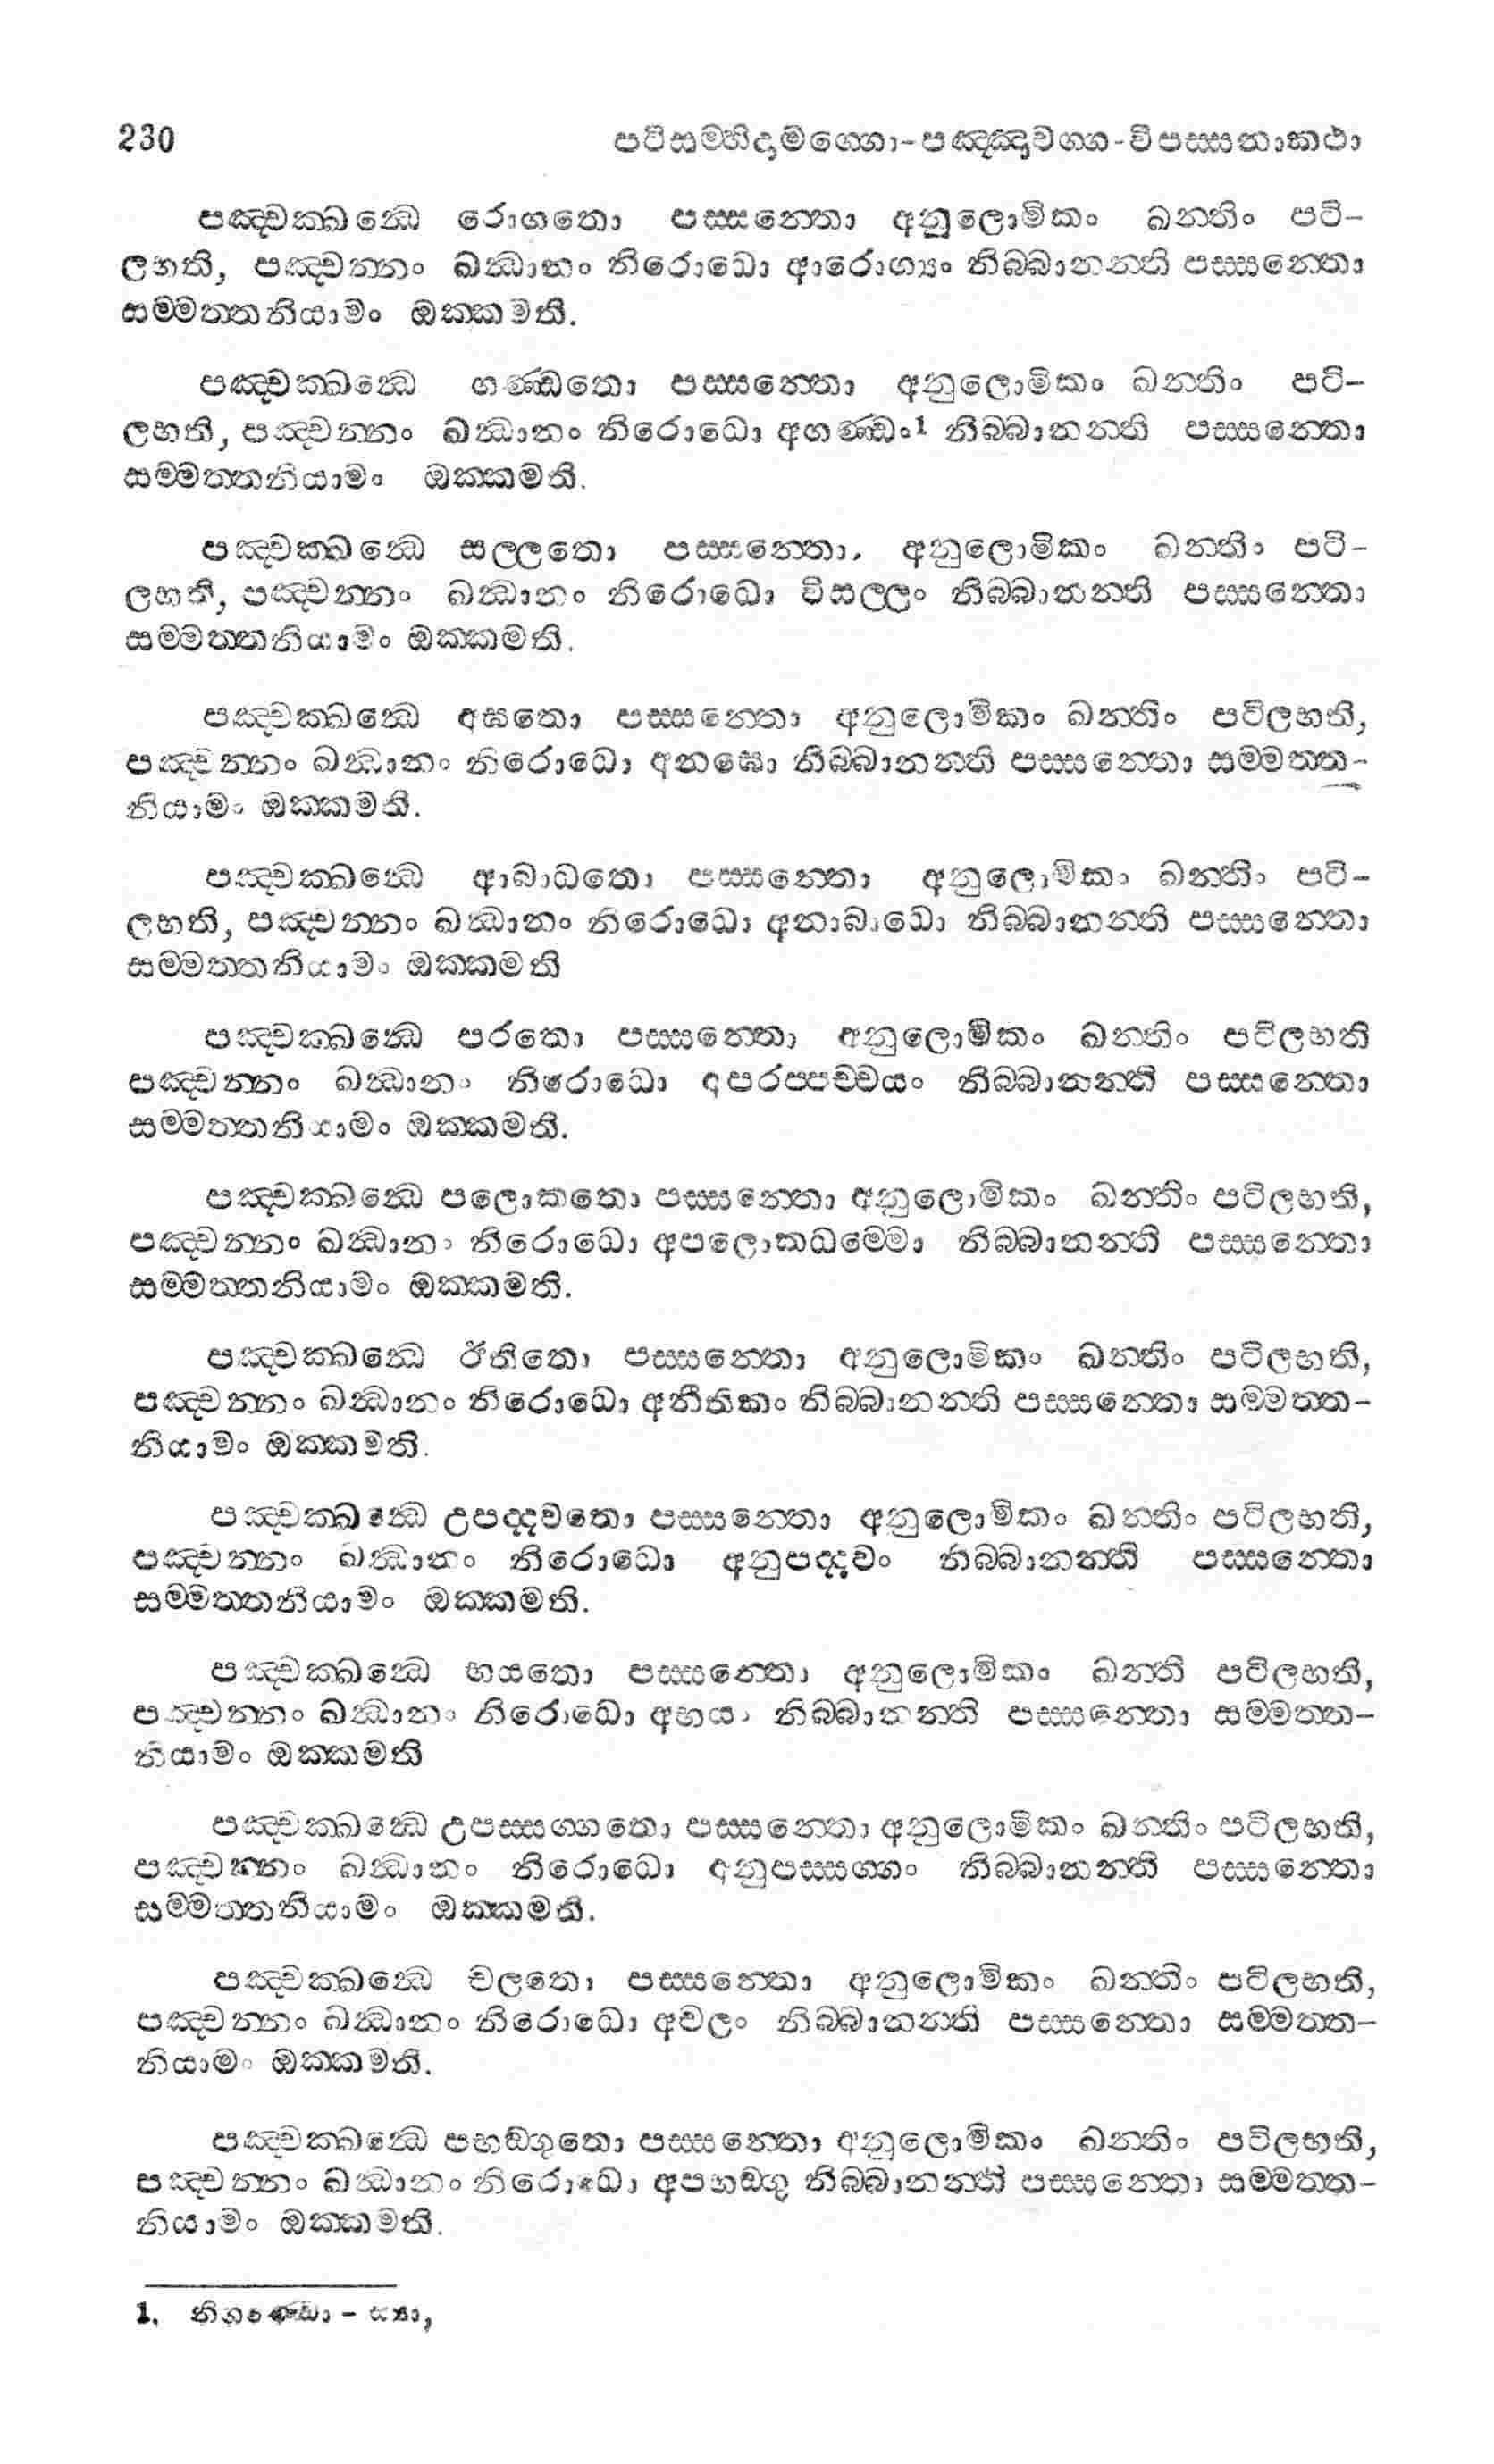 230 පටිසම්භිදාමග්ගො-පඤ්ඤාවග්ග-විපස්සනාකථා
පඤ්චක්ඛන්ධෙ රොගතො පස්සන්තො අනුලොමිකං ඛන්තිං පටි-
ලභති, පඤ්චන්නං ඛන්ධානං නිරොධො ආරොග්‍යං නිබ්බානන්ති පස්සන්තො
සම්මත්තනියාමං ඔක්කමති.
පඤ්චක්ඛන්ධෙ ගණ්ඩතො පස්සන්තො අනුලොමිකං ඛන්තිං පටි-
ලභති, පඤ්චන්නං ඛන්ධානං නිරොධො අගණ්ඩං1 නිබ්බානන්ති පස්සන්තො
සම්මත්තනියාමං ඔක්කමති.
පඤ්චක්ඛන්ධෙ සල්ලතො පස්සන්තො, අනුලොමිකං ඛන්තිං පටි-
ලභති, පඤ්චන්නං ඛන්ධානං නිරොධො විසල්ලං නිබ්බානන්ති පස්සන්තො
සම්මත්තනියාමං ඔක්කමති.
පඤ්චක්ඛන්ධෙ අඝතො පස්සන්තො අනුලොමිකං ඛන්තිං පටිලභති,
පඤ්චන්නං ඛන්ධානං නිරොධො අනඝො නිබ්බානන්ති පස්සන්තො සම්මත්ත-
නියාමං ඔක්කමති.
පඤ්චක්ඛන්ධෙ ආබාධතො පස්සන්තො අනුලොමිකං ඛන්තිං පටි-
ලභති, පඤ්චන්නං ඛන්ධානං නිරොධො අනාබාධො නිබ්බානන්ති පස්සන්තො
සම්මත්තනියාමං ඔක්කමති
පඤ්චක්ඛන්ධෙ පරතො පස්සන්තො අනුලොමිකං ඛන්තිං පටිලභති
පඤ්චන්නං ඛන්ධානං නිරොධො අපරප්පච්චයං නිබ්බානන්ති පස්සන්තො
සම්මත්තනියාමං ඔක්කමති.
පඤ්චක්ඛන්ධෙ පලොකතො පස්සන්තො අනුලොමිකං ඛන්තිං පටිලභති,
පඤ්චන්නං ඛන්ධානං නිරොධො අපලොකධම්මො නිබ්බානන්ති පස්සන්තො
සම්මත්තනියාමං ඔක්කමති.
පඤ්චක්ඛන්ධෙ ඊතිතො පස්සන්තො අනුලොමිකං ඛන්තිං පටිලභති,
පඤ්චන්නං ඛන්ධානං නිරොධො අනීතිකං නිබ්බානන්ති පස්සන්තො සම්මත්ත-
නියාමං ඔක්කමති.
පඤ්චක්ඛන්ධෙ උපද්දවතො පස්සන්තො අනුලොමිකං ඛන්තිං පටිලභති,
පඤ්චන්නං ඛන්ධානං නිරොධො අනුපද්දවං නිබ්බානන්ති පස්සන්තො
සම්මත්තනියාමං ඔක්කමති.
පඤ්චක්ඛන්ධෙ භයතො පස්සන්තො අනුලොමිකං ඛන්ති පටිලභති,
පඤ්චන්නං ඛන්ධානං නිරොධො අභයං නිබ්බානන්ති පස්සන්තො සම්මත්ත-
නියාමං ඔක්කමති
පඤ්චක්ඛන්ධෙ උපස්සග්ගතො පස්සන්තො අනුලොමිකං ඛන්තිං පටිලභති,
පඤ්චන්නං ඛන්ධානං නිරොධො අනුපස්සග්ගං නිබ්බානන්ති පස්සන්තො
සම්මත්තනියාමං ඔක්කමති.
පඤ්චක්ඛන්ධෙ චලතො පස්සන්තො අනුලොමිකං ඛන්තිං පටිලභති,
පඤ්චන්නං ඛන්ධානං නිරොධො අචලං නිබ්බානන්ති පස්සන්තො සම්මත්ත-
නියාමං ඔක්කමති.
පඤ්චක්ඛන්ධෙ පභඞ්ගුතො පස්සන්තො අනුලොමිකං ඛන්තිං පටිලභති,
පඤ්චන්නං ඛන්ධානං නිරොධො අපභඞ්ගු නිබ්බානන්ති පස්සන්තො සම්මත්ත-
නියාමං ඔක්කමති.
1. නිගණ්ඩො - ස්‍යා,